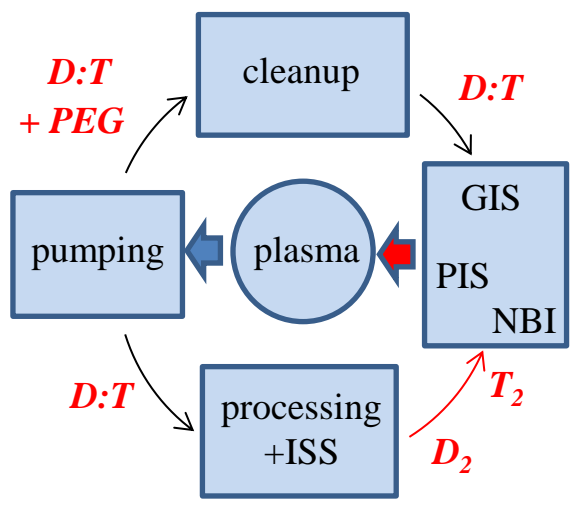 D:T
+ PEG
cleanup
D:T
GIS
PIS
NBI
plasma
pumping
D:T
processing
+ISS
T2
D2